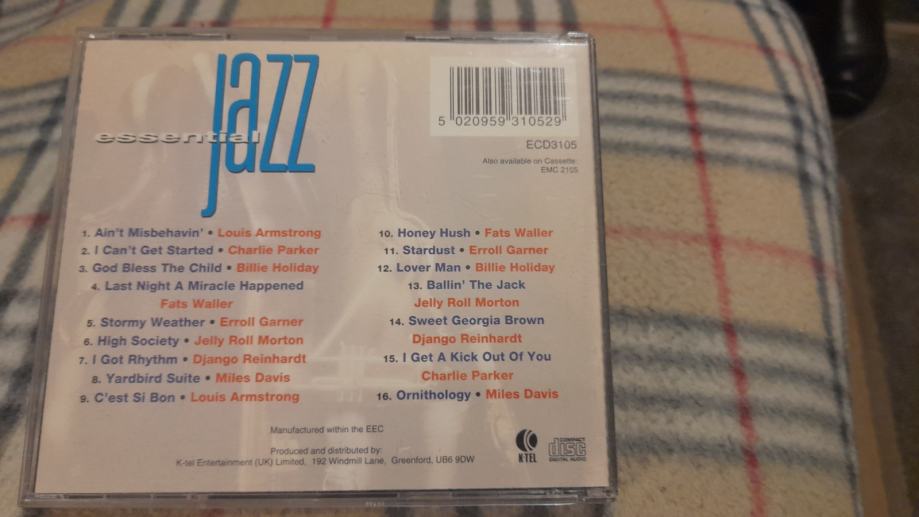 jazz
essential
5 020959 310529
ECD3105
Also available on Cassette:
EMC 2105
1. Ain't Misbehavin' • Louis Armstrong
2. I Can't Get Started • Charlie Parker
3. God Bless The Child • Billie Holiday
4. Last Night A Miracle Happened
Fats Waller
5. Stormy Weather • Erroll Garner
6. High Society • Jelly Roll Morton
7. I Got Rhythm • Django Reinhardt
8. Yardbird Suite • Miles Davis
9. C'est Si Bon • Louis Armstrong
10. Honey Hush • Fats Waller
11. Stardust • Erroll Garner
12. Lover Man • Billie Holiday
13. Ballin' The Jack
Jelly Roll Morton
14. Sweet Georgia Brown
Django Reinhardt
15. I Get A Kick Out Of You
Charlie Parker
16. Ornithology • Miles Davis
Manufactured within the EEC
Produced and distributed by:
K-tel Entertainment (UK) Limited, 192 Windmill Lane, Greenford, UB6 9DW
K-TEL
COMPACT
disc
DIGITAL AUDIO